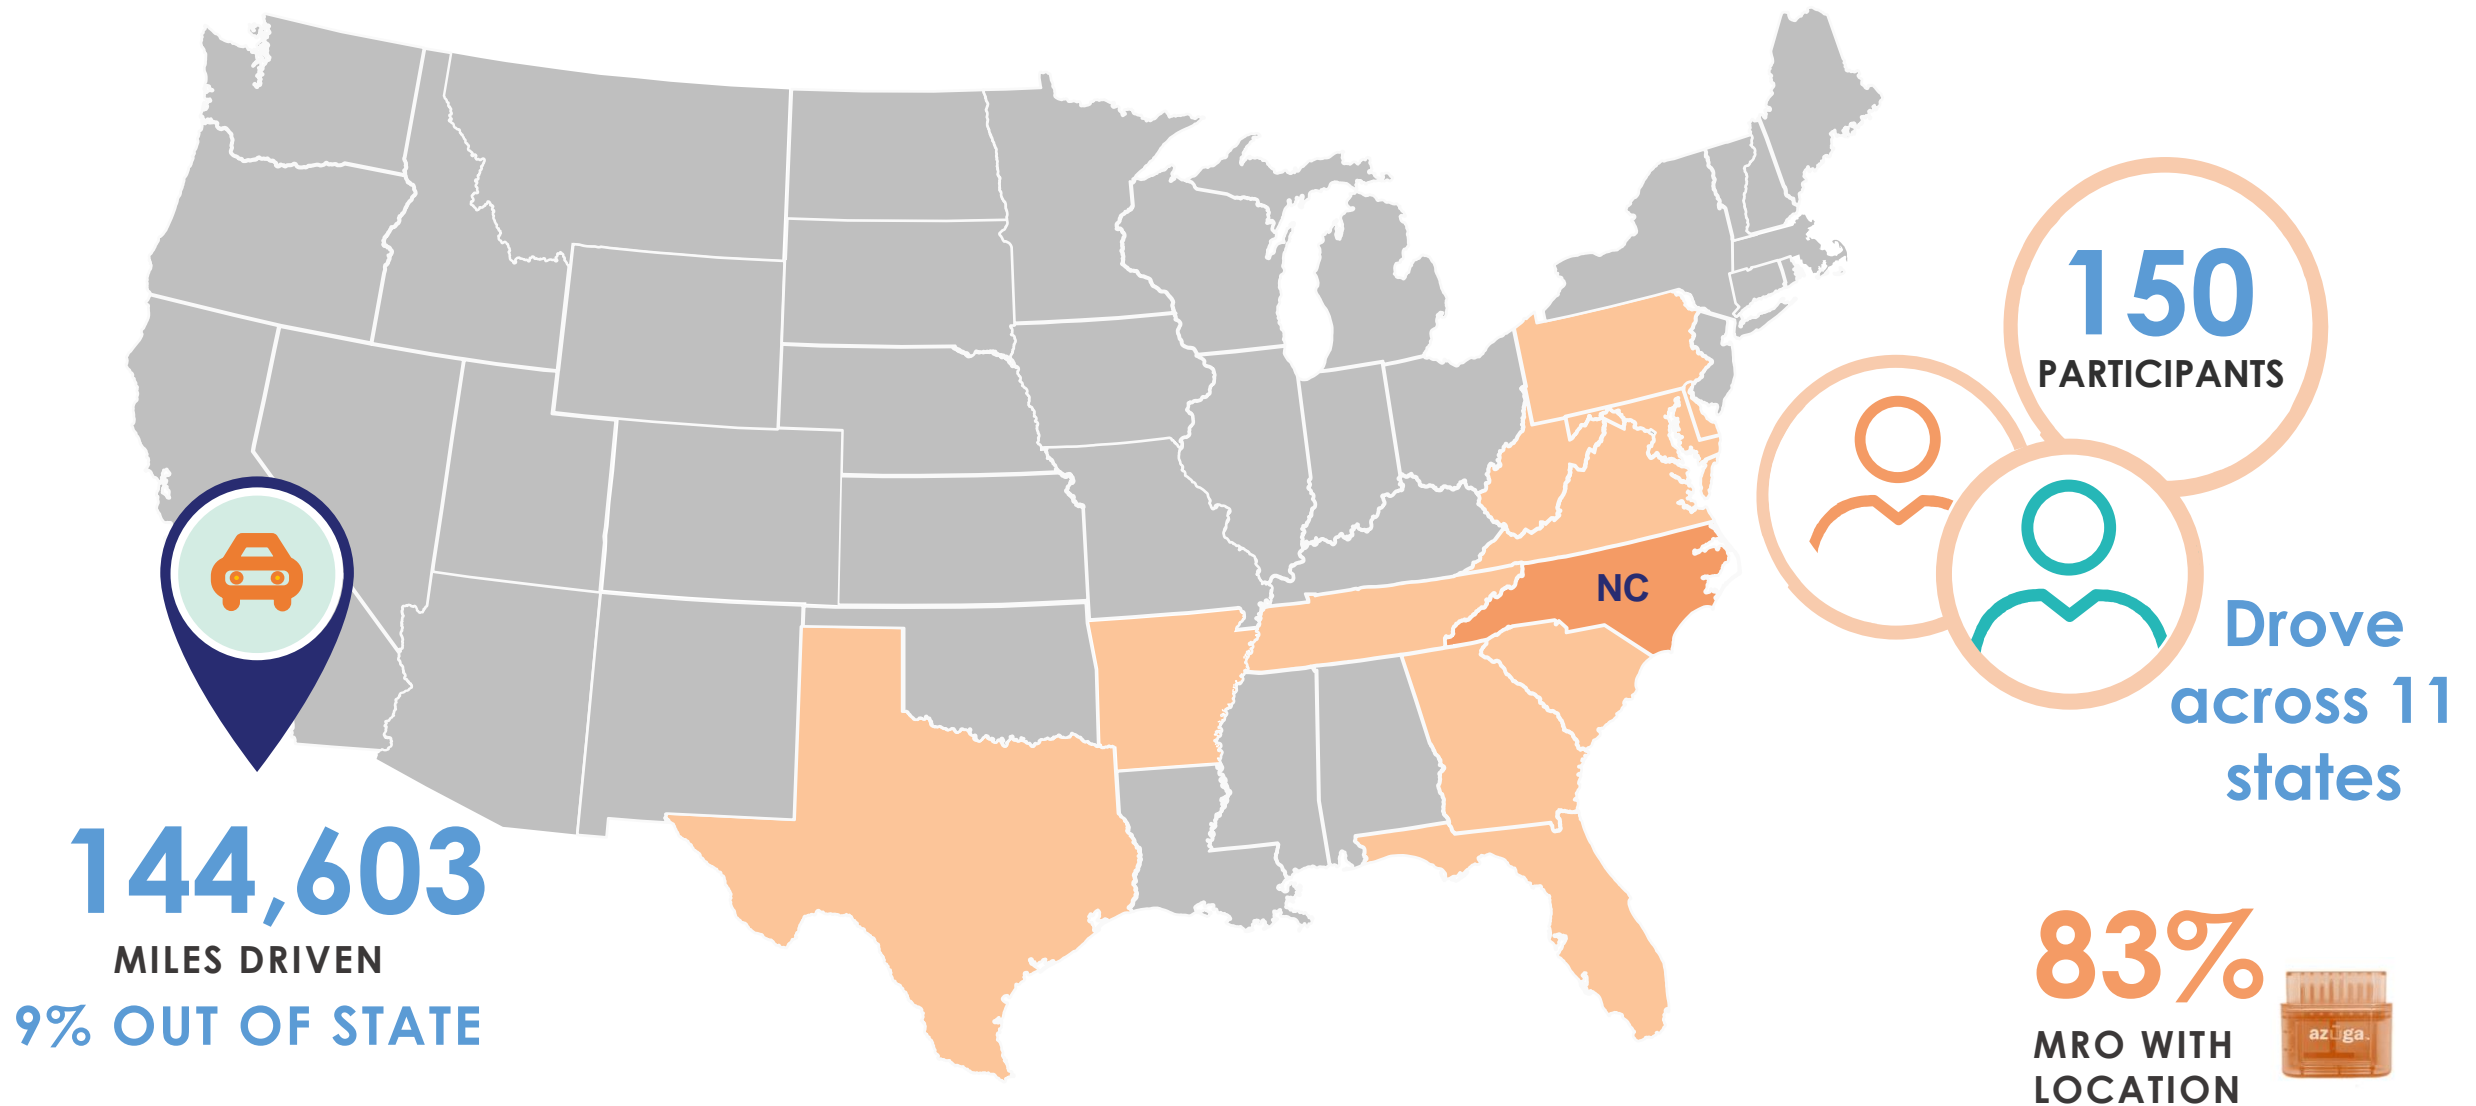 150
PARTICIPANTS
NC
Drove
across 11
states
144,603
MILES DRIVEN
9% OUT OF STATE
83%
MRO WITH
LOCATION
azuga